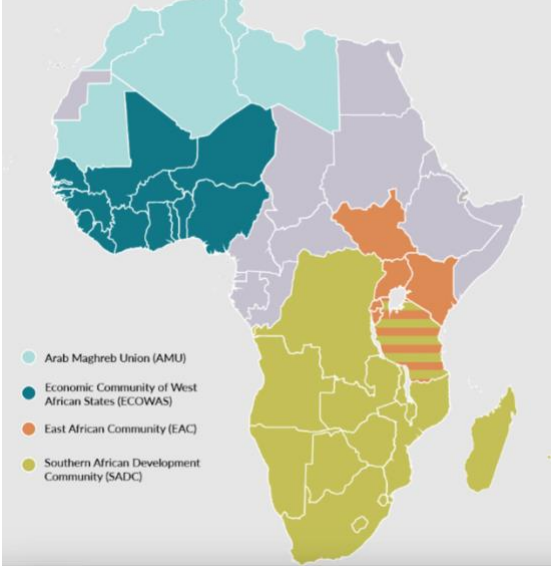 Arab Maghreb Union (AMU)
Economic Community of West
African States (ECOWAS)
East African Community (EAC)
Southern African Development
Community (SADC)